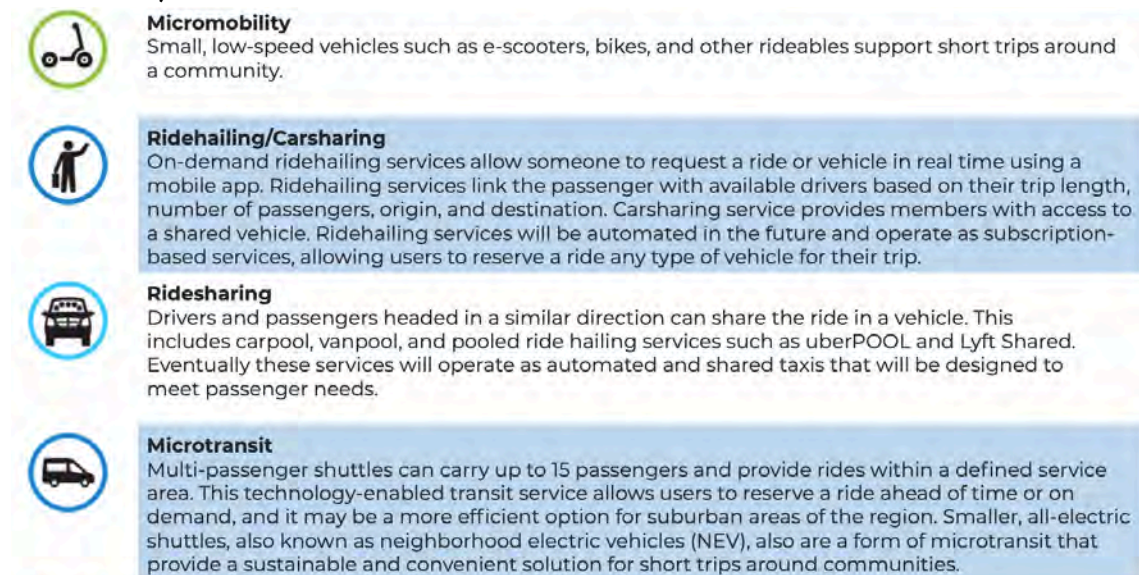 Micromobility
Small, low-speed vehicles such as e-scooters, bikes, and other rideables support short trips around
a community.
Ridehailing/Carsharing
On-demand ridehailing services allow someone to request a ride or vehicle in real time using a
mobile app. Ridehailing services link the passenger with available drivers based on their trip length,
number of passengers, origin, and destination. Carsharing service provides members with access to
a shared vehicle. Ridehailing services will be automated in the future and operate as subscription-
based services, allowing users to reserve a ride any type of vehicle for their trip.
Ridesharing
Drivers and passengers headed in a similar direction can share the ride in a vehicle. This
includes carpool, vanpool, and pooled ride hailing services such as uberPOOL and Lyft Shared.
Eventually these services will operate as automated and shared taxis that will be designed to
meet passenger needs.
Microtransit
Multi-passenger shuttles can carry up to 15 passengers and provide rides within a defined service
area. This technology-enabled transit service allows users to reserve a ride ahead of time or on
demand, and it may be a more efficient option for suburban areas of the region. Smaller, all-electric
shuttles, also known as neighborhood electric vehicles (NEV), also are a form of microtransit that
provide a sustainable and convenient solution for short trips around communities.